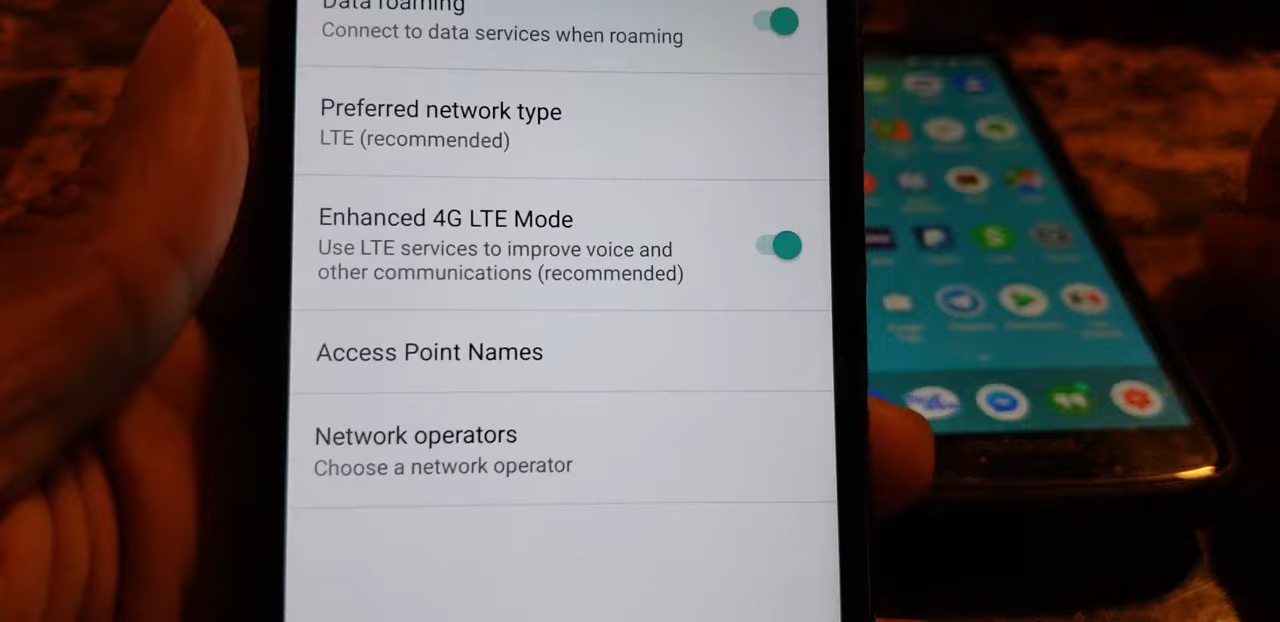 Data roaming
Connect to data services when roaming
Preferred network type
LTE (recommended)
Enhanced 4G LTE Mode
Use LTE services to improve voice and
other communications (recommended)
Access Point Names
Network operators
Choose a network operator